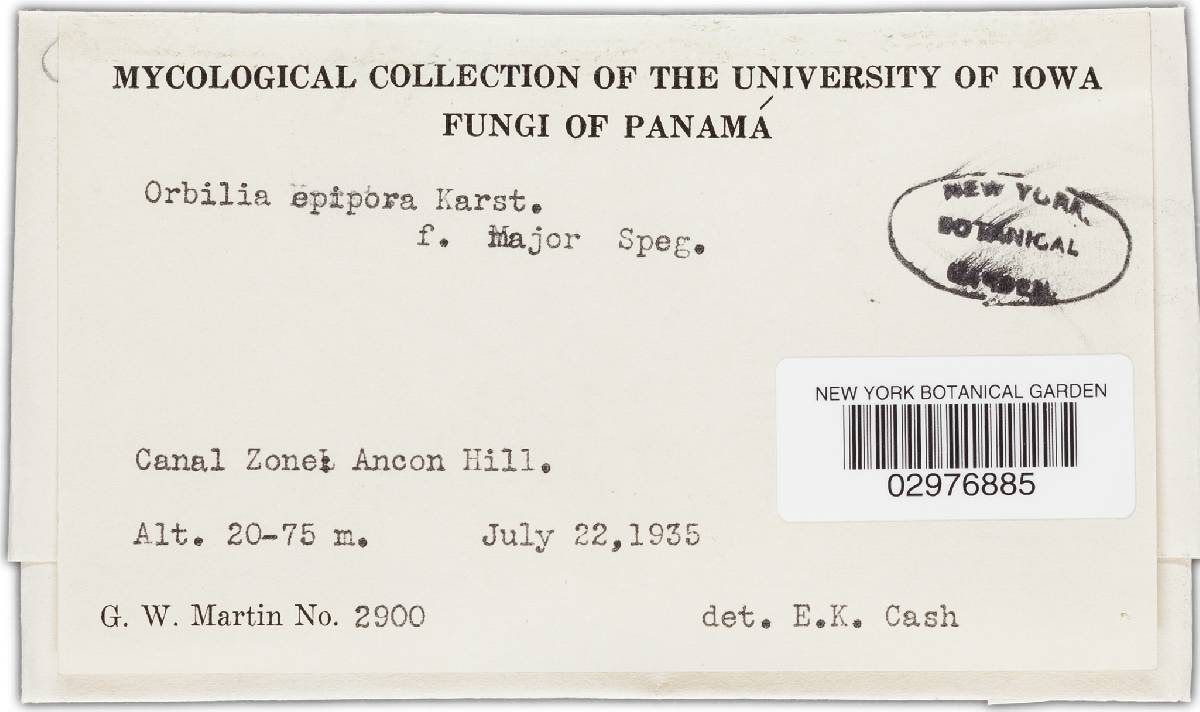 MYCOLOGICAL COLLECTION OF THE UNIVERSITY OF IOWA
FUNGI OF PANAMÁ
Orbilia epipora Karst.
f. Major Speg.
NEW YORK
BOTANICAL
GARDEN.
NEW YORK BOTANICAL GARDEN
02976885
Canal Zone: Ancon Hill.
Alt. 20-75 m. July 22,1935
G. W. Martin No. 2900 det. E.K. Cash